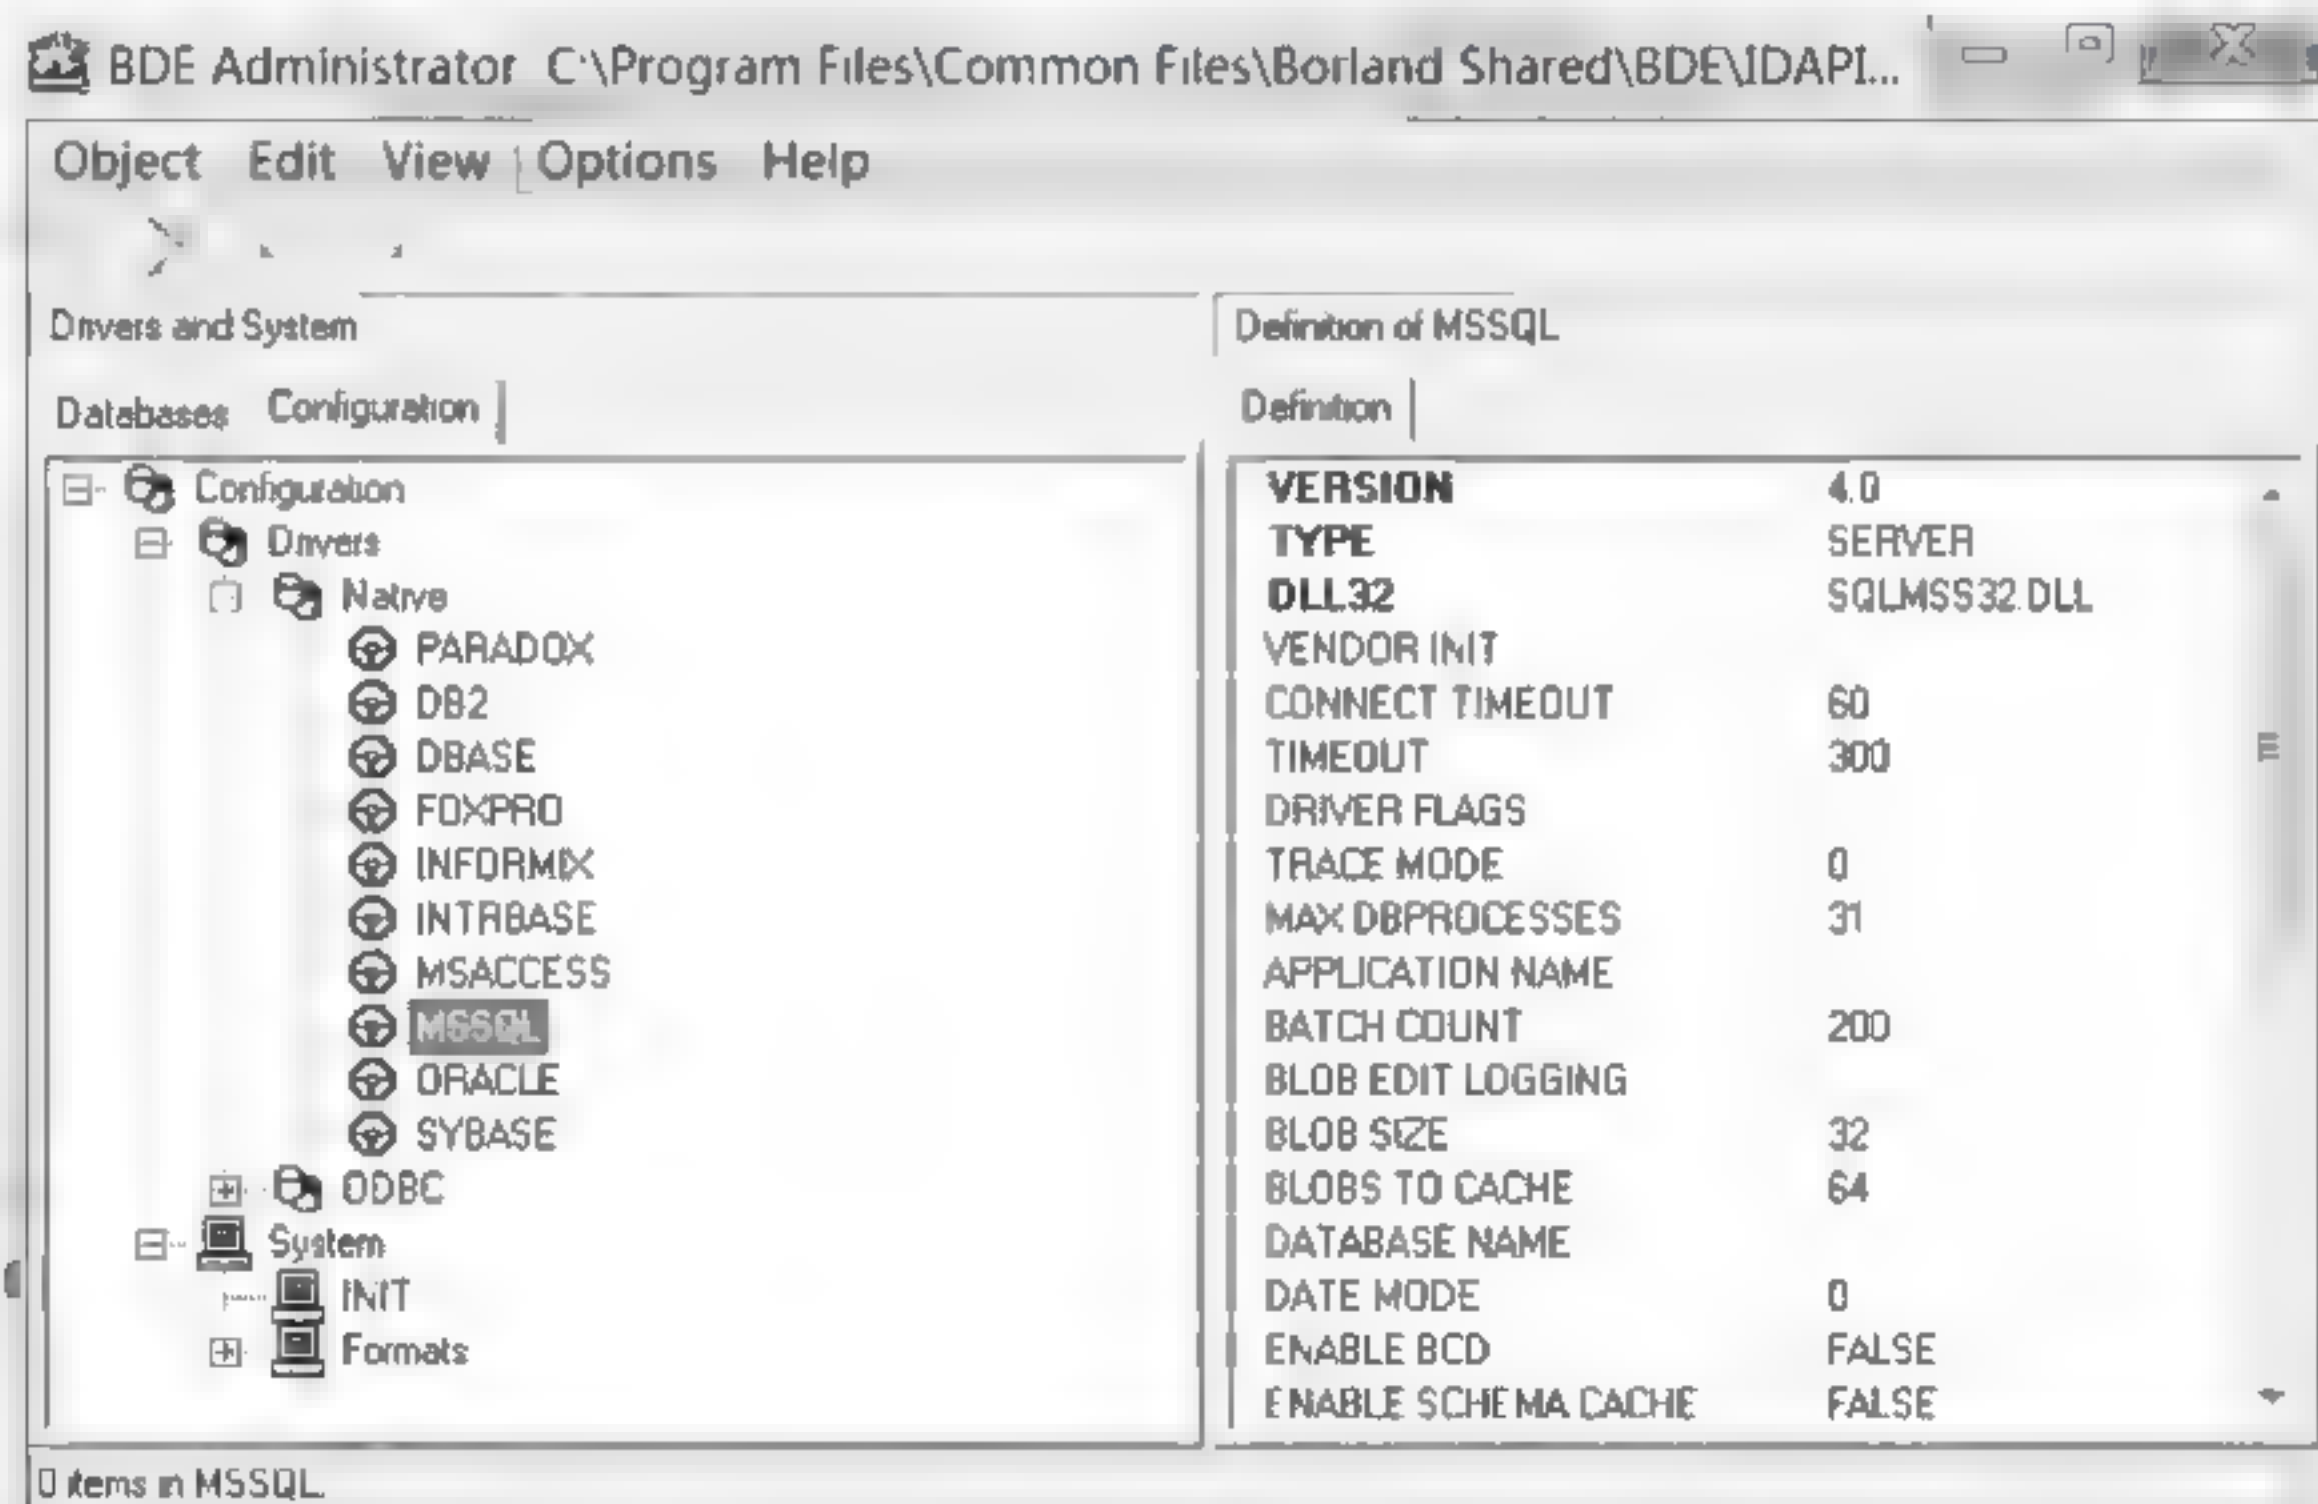 BDE Administrator C:\Program Files\Common Files\Borland Shared\BDE\IDAPI...
Object Edit View Options Help
Drivers and System
Databases Configuration
Configuration
Drivers
Native
PARADOX
DB2
DBASE
FOXPRO
INFORMIX
INTRBASE
MSACCESS
MSSQL
ORACLE
SYBASE
ODBC
System
INIT
Formats
Definition of MSSQL
Definition
VERSION 4.0
TYPE SERVER
DLL32 SQLMSS32.DLL
VENDOR INIT
CONNECT TIMEOUT 60
TIMEOUT 300
DRIVER FLAGS
TRACE MODE 0
MAX DBPROCESSES 31
APPLICATION NAME
BATCH COUNT 200
BLOB EDIT LOGGING
BLOB SIZE 32
BLOBS TO CACHE 64
DATABASE NAME
DATE MODE 0
ENABLE BCD FALSE
ENABLE SCHEMA CACHE FALSE
0 items in MSSQL.